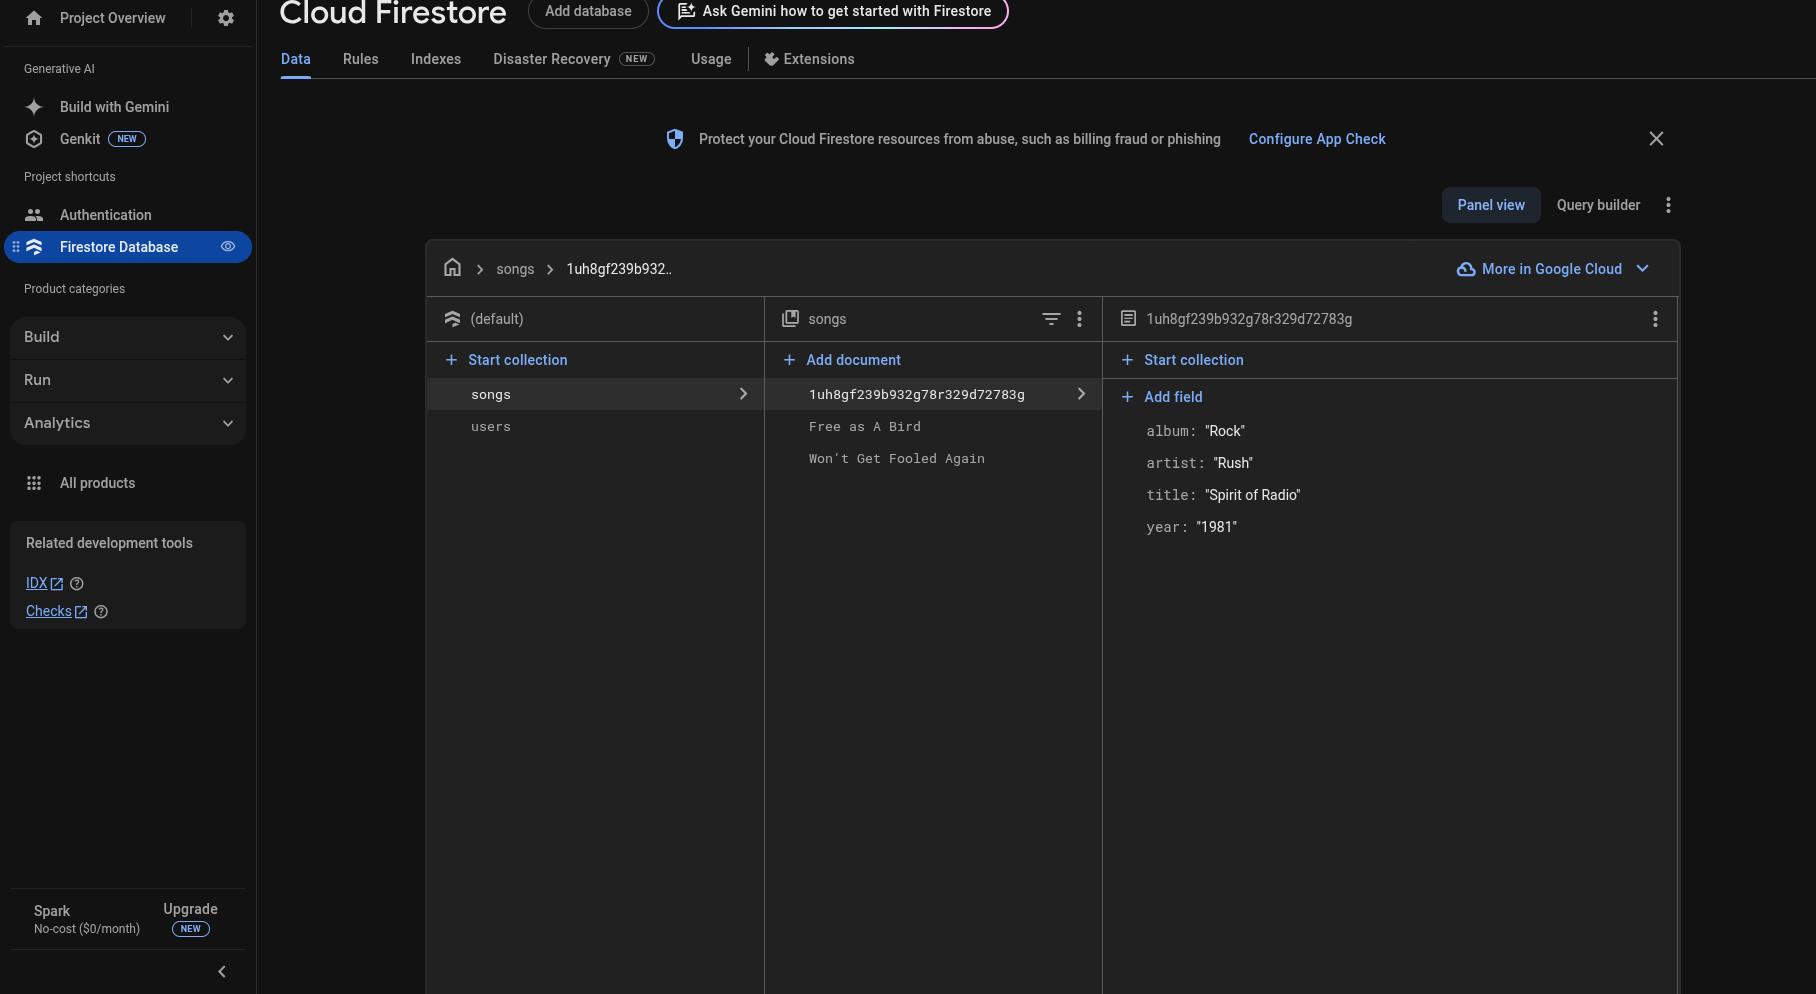 Project Overview
Generative AI
Build with Gemini
Genkit NEW
Project shortcuts
Authentication
Firestore Database
Product categories
Build
Run
Analytics
All products
Related development tools
IDX
Checks
Spark
No-cost ($0/month)
Upgrade
NEW
Cloud Firestore
Add database
Ask Gemini how to get started with Firestore
Data
Rules
Indexes
Disaster Recovery NEW
Usage
Extensions
Protect your Cloud Firestore resources from abuse, such as billing fraud or phishing
Configure App Check
Panel view
Query builder
songs
1uh8gf239b932..
More in Google Cloud
(default)
Start collection
songs
users
songs
Add document
1uh8gf239b932g78r329d72783g
Free as A Bird
Won't Get Fooled Again
1uh8gf239b932g78r329d72783g
Start collection
Add field
album: "Rock"
artist: "Rush"
title: "Spirit of Radio"
year: "1981"